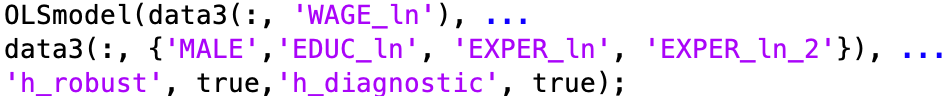 OLSmodel(data3(:, 'WAGE_ln'), ...
data3(:, {'MALE','EDUC_ln', 'EXPER_ln', 'EXPER_ln_2'}), ...
'h_robust', true,'h_diagnostic', true);